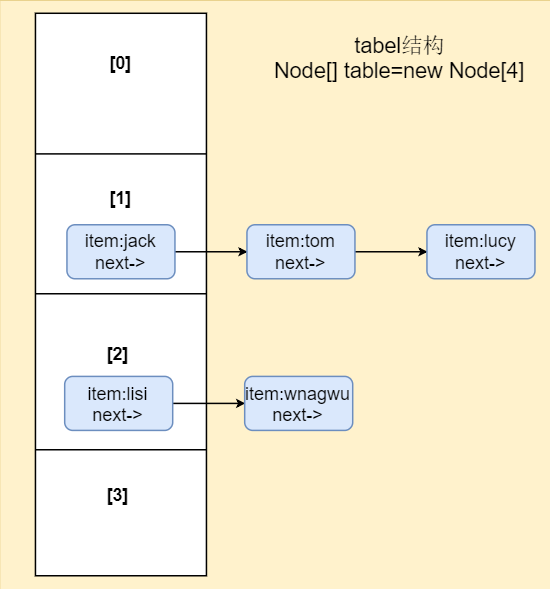 tabel结构
Node[] table=new Node[4]
[0]
[1]
item:jack
next->
item:tom
next->
item:lucy
next->
[2]
item:lisi
next->
item:wnagwu
next->
[3]